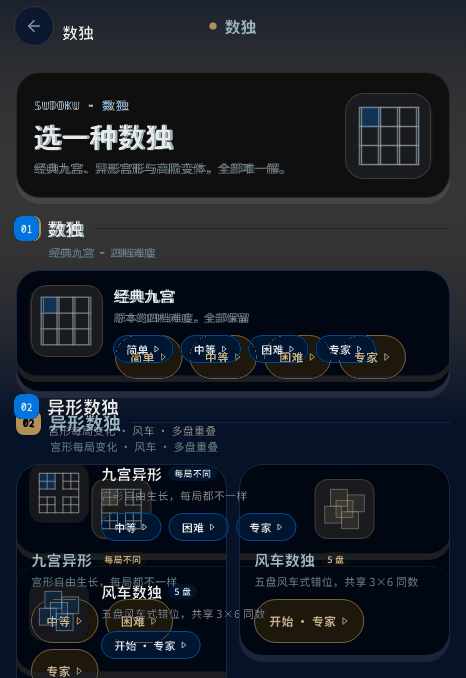 数独
数独
SUDOKU · 数独
选一种数独
经典九宫、异形宫形与高阶变体，全部唯一解。
01 数独
经典九宫 · 四档难度
经典九宫
原本的四档难度，全部保留
简单 中等 困难 专家
简单 中等 困难 专家
02 异形数独
02 异形数独
宫形每局变化 · 风车 · 多盘重叠
宫形每局变化 · 风车 · 多盘重叠
九宫异形 每局不同
宫形自由生长，每局都不一样
中等 困难 专家
九宫异形 每局不同
宫形自由生长，每局都不一样
中等 困难
专家
风车数独 5 盘
五盘风车式错位，共享 3×6 同数
开始 · 专家
风车数独 5 盘
五盘风车式错位，共享 3×6 同数
开始 · 专家